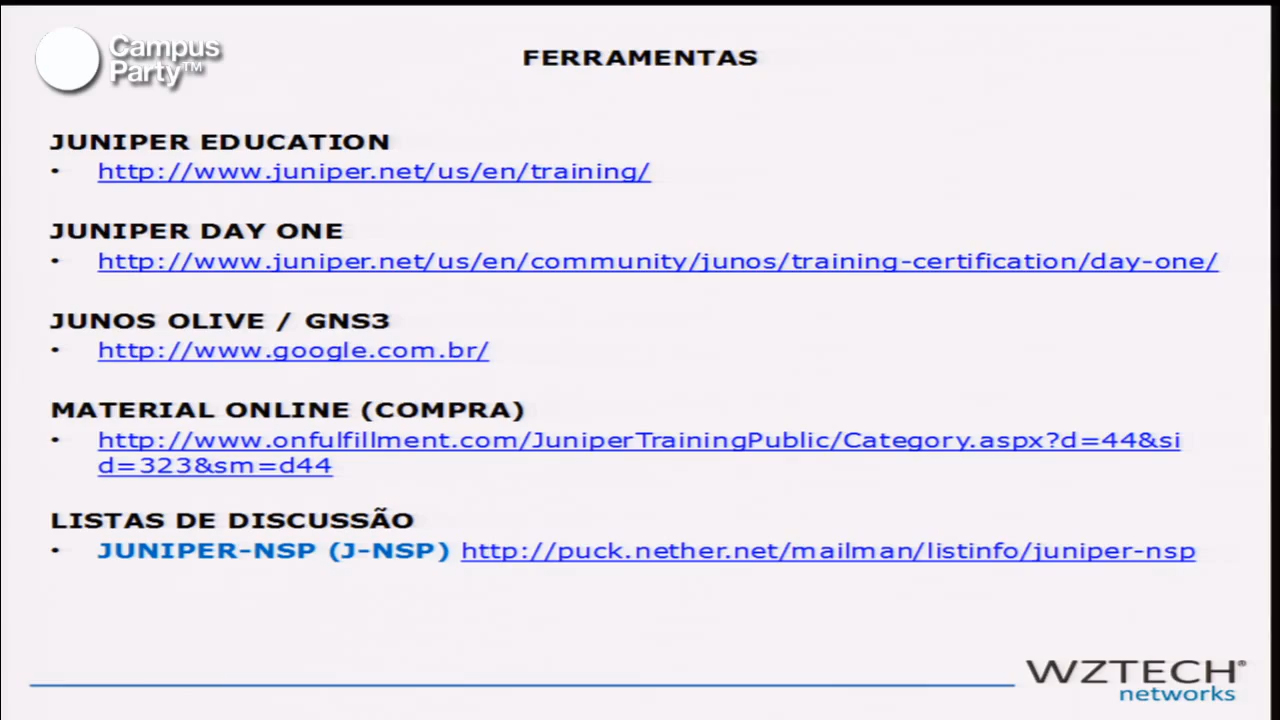 Campus
Party™
FERRAMENTAS
JUNIPER EDUCATION
• http://www.juniper.net/us/en/training/
JUNIPER DAY ONE
• http://www.juniper.net/us/en/community/junos/training-certification/day-one/
JUNOS OLIVE / GNS3
• http://www.google.com.br/
MATERIAL ONLINE (COMPRA)
• http://www.onfulfillment.com/JuniperTrainingPublic/Category.aspx?d=44&si
d=323&sm=d44
LISTAS DE DISCUSSÃO
• JUNIPER-NSP (J-NSP) http://puck.nether.net/mailman/listinfo/juniper-nsp
WZTECH®
networks